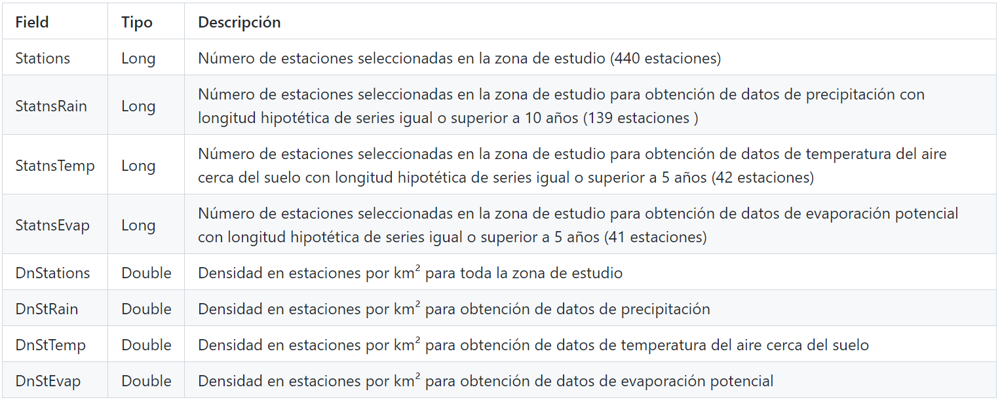 Field Tipo Descripción
Stations Long Número de estaciones seleccionadas en la zona de estudio (440 estaciones)
StatnsRain Long Número de estaciones seleccionadas en la zona de estudio para obtención de datos de precipitación con
longitud hipotética de series igual o superior a 10 años (139 estaciones )
StatnsTemp Long Número de estaciones seleccionadas en la zona de estudio para obtención de datos de temperatura del aire
cerca del suelo con longitud hipotética de series igual o superior a 5 años (42 estaciones)
StatnsEvap Long Número de estaciones seleccionadas en la zona de estudio para obtención de datos de evaporación potencial
con longitud hipotética de series igual o superior a 5 años (41 estaciones)
DnStations Double Densidad en estaciones por km² para toda la zona de estudio
DnStRain Double Densidad en estaciones por km² para obtención de datos de precipitación
DnStTemp Double Densidad en estaciones por km² para obtención de datos de temperatura del aire cerca del suelo
DnStEvap Double Densidad en estaciones por km² para obtención de datos de evaporación potencial